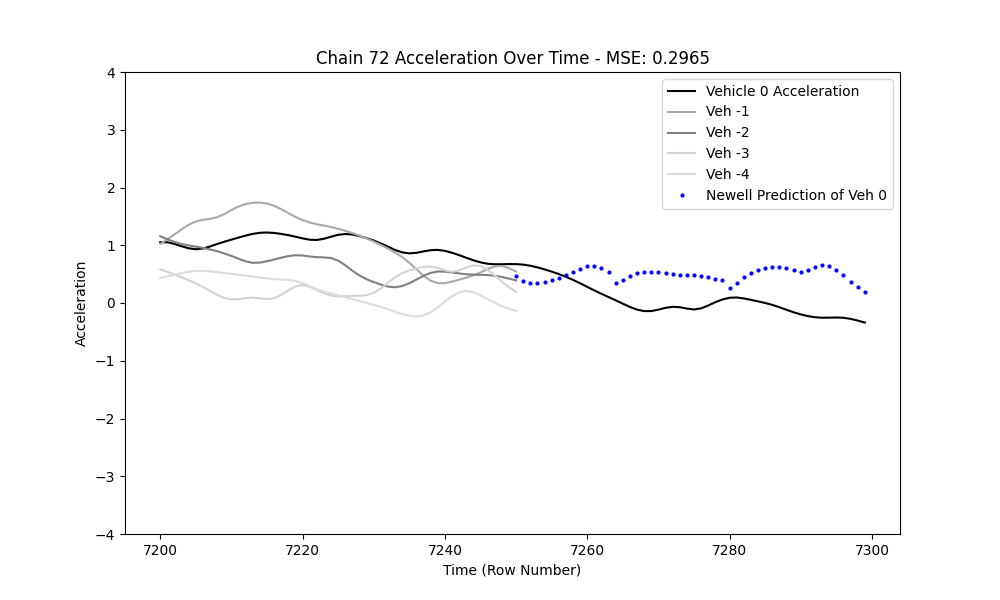 Chain 72 Acceleration Over Time - MSE: 0.2965
Vehicle 0 Acceleration
Veh -1
Veh -2
Veh -3
Veh -4
Newell Prediction of Veh 0
Acceleration
4
3
2
1
0
−1
−2
−3
−4
7200
7220
7240
7260
7280
7300
Time (Row Number)